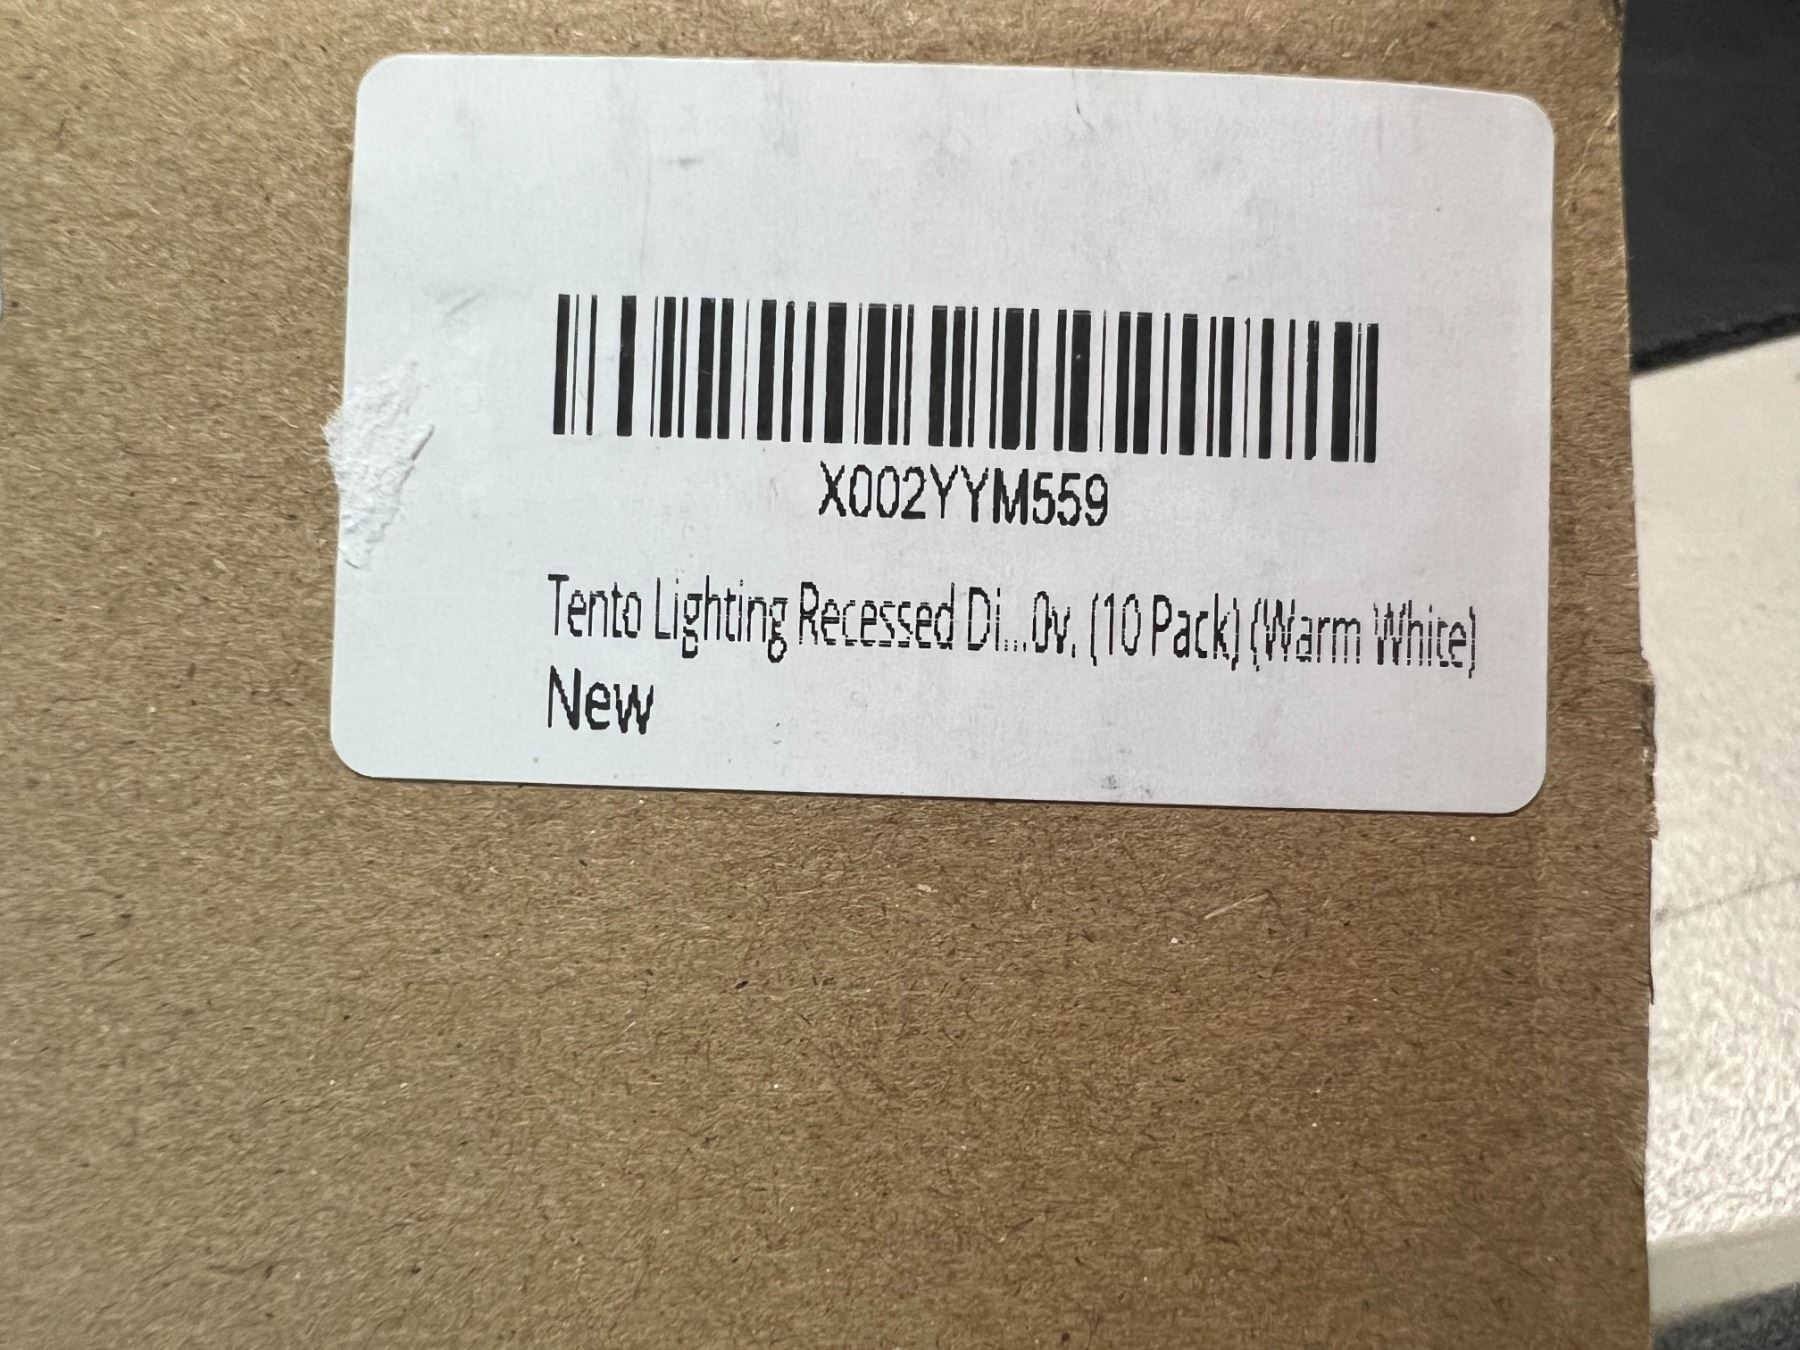 X002YYM559
Tento Lighting Recessed Di...0v, (10 Pack) (Warm White)
New